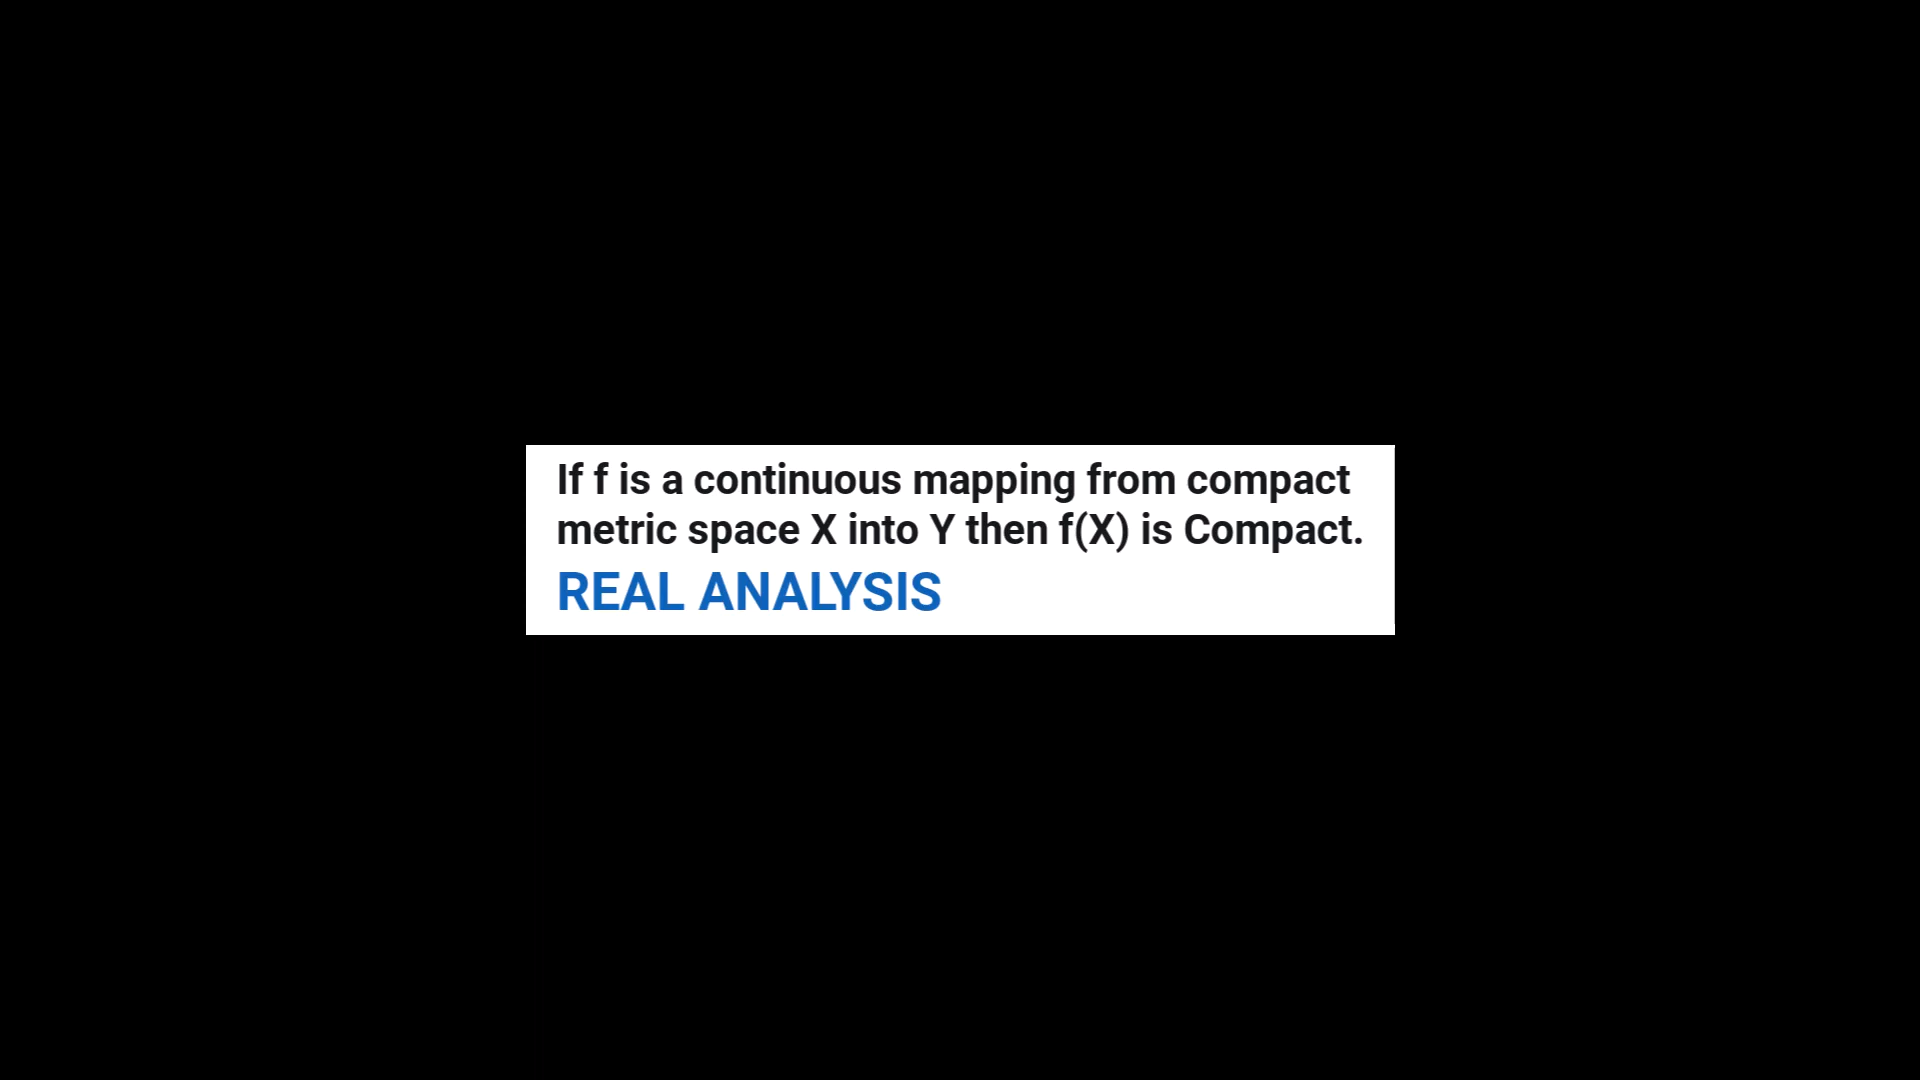 If f is a continuous mapping from compact
metric space X into Y then f(X) is Compact.
REAL ANALYSIS